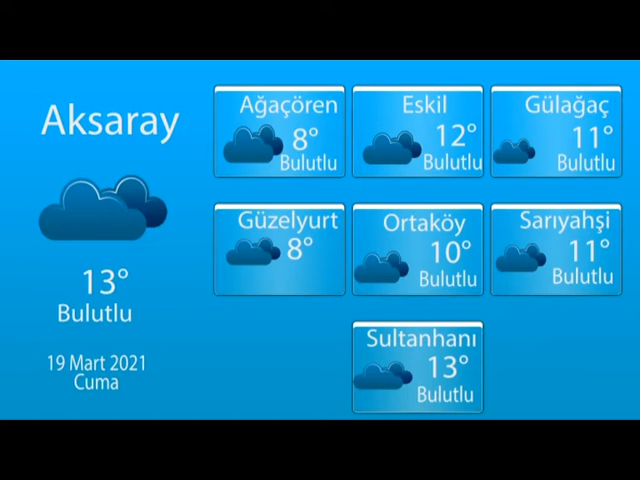 Aksaray
13°
Bulutlu
19 Mart 2021
Cuma
Ağaçören
8°
Bulutlu
Eskil
12°
Bulutlu
Gülağaç
11°
Bulutlu
Güzelyurt
8°
Ortaköy
10°
Bulutlu
Sarıyahşi
11°
Bulutlu
Sultanhanı
13°
Bulutlu